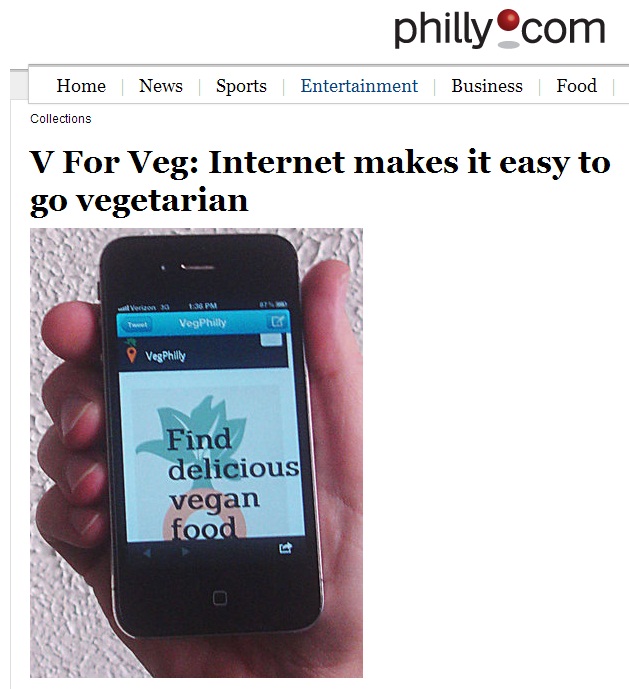 philly.com
Home News Sports Entertainment Business Food
Collections
V For Veg: Internet makes it easy to
go vegetarian
Verizon 3G 1:36 PM 87%
Tweet VegPhilly
VegPhilly
Find
delicious
vegan
food